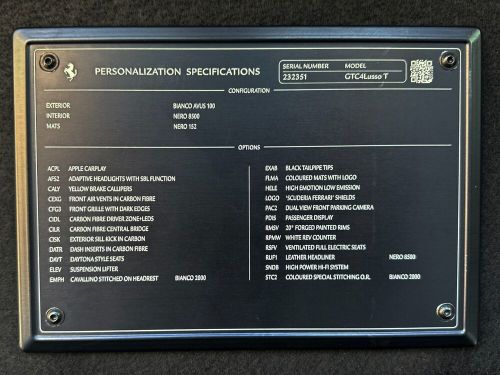 PERSONALIZATION SPECIFICATIONS
SERIAL NUMBER MODEL
232351 GTC4Lusso T
CONFIGURATION
EXTERIOR BIANCO AVUS 100
INTERIOR NERO 8500
MATS NERO 152
OPTIONS
ACPL APPLE CARPLAY
AFS2 ADAPTIVE HEADLIGHTS WITH SBL FUNCTION
CALY YELLOW BRAKE CALLIPERS
CEXG FRONT AIR VENTS IN CARBON FIBRE
CFG3 FRONT GRILLE WITH DARK EDGES
CIDL CARBON FIBRE DRIVER ZONE+LEDS
CILR CARBON FIBRE CENTRAL BRIDGE
CISK EXTERIOR SILL KICK IN CARBON
DATR DASH INSERTS IN CARBON FIBRE
DAYT DAYTONA STYLE SEATS
ELEV SUSPENSION LIFTER
EMPH CAVALLINO STITCHED ON HEADREST BIANCO 2000
EXAB BLACK TAILPIPE TIPS
FLMA COLOURED MATS WITH LOGO
HELE HIGH EMOTION LOW EMISSION
LOGO 'SCUDERIA FERRARI' SHIELDS
PAC2 DUAL VIEW FRONT PARKING CAMERA
PDIS PASSENGER DISPLAY
RMSV 20" FORGED PAINTED RIMS
RPMW WHITE REV COUNTER
RSFV VENTILATED FULL ELECTRIC SEATS
RUF1 LEATHER HEADLINER NERO 8500
SNDB HIGH POWER HI-FI SYSTEM
STC2 COLOURED SPECIAL STITCHING O.R. BIANCO 2000